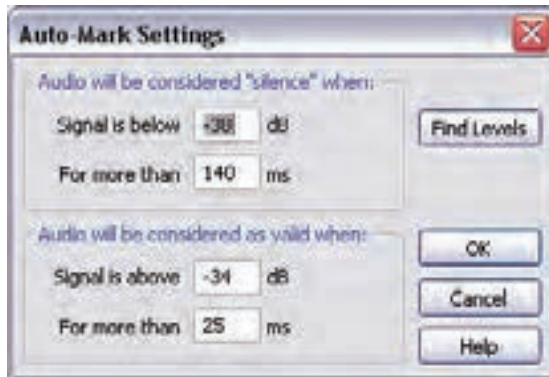 Auto-Mark Settings
Audio will be considered "silence" when:
Signal is below dB
For more than 140 ms
Find Levels
Audio will be considered as valid when:
Signal is above -34 dB
For more than 25 ms
OK
Cancel
Help